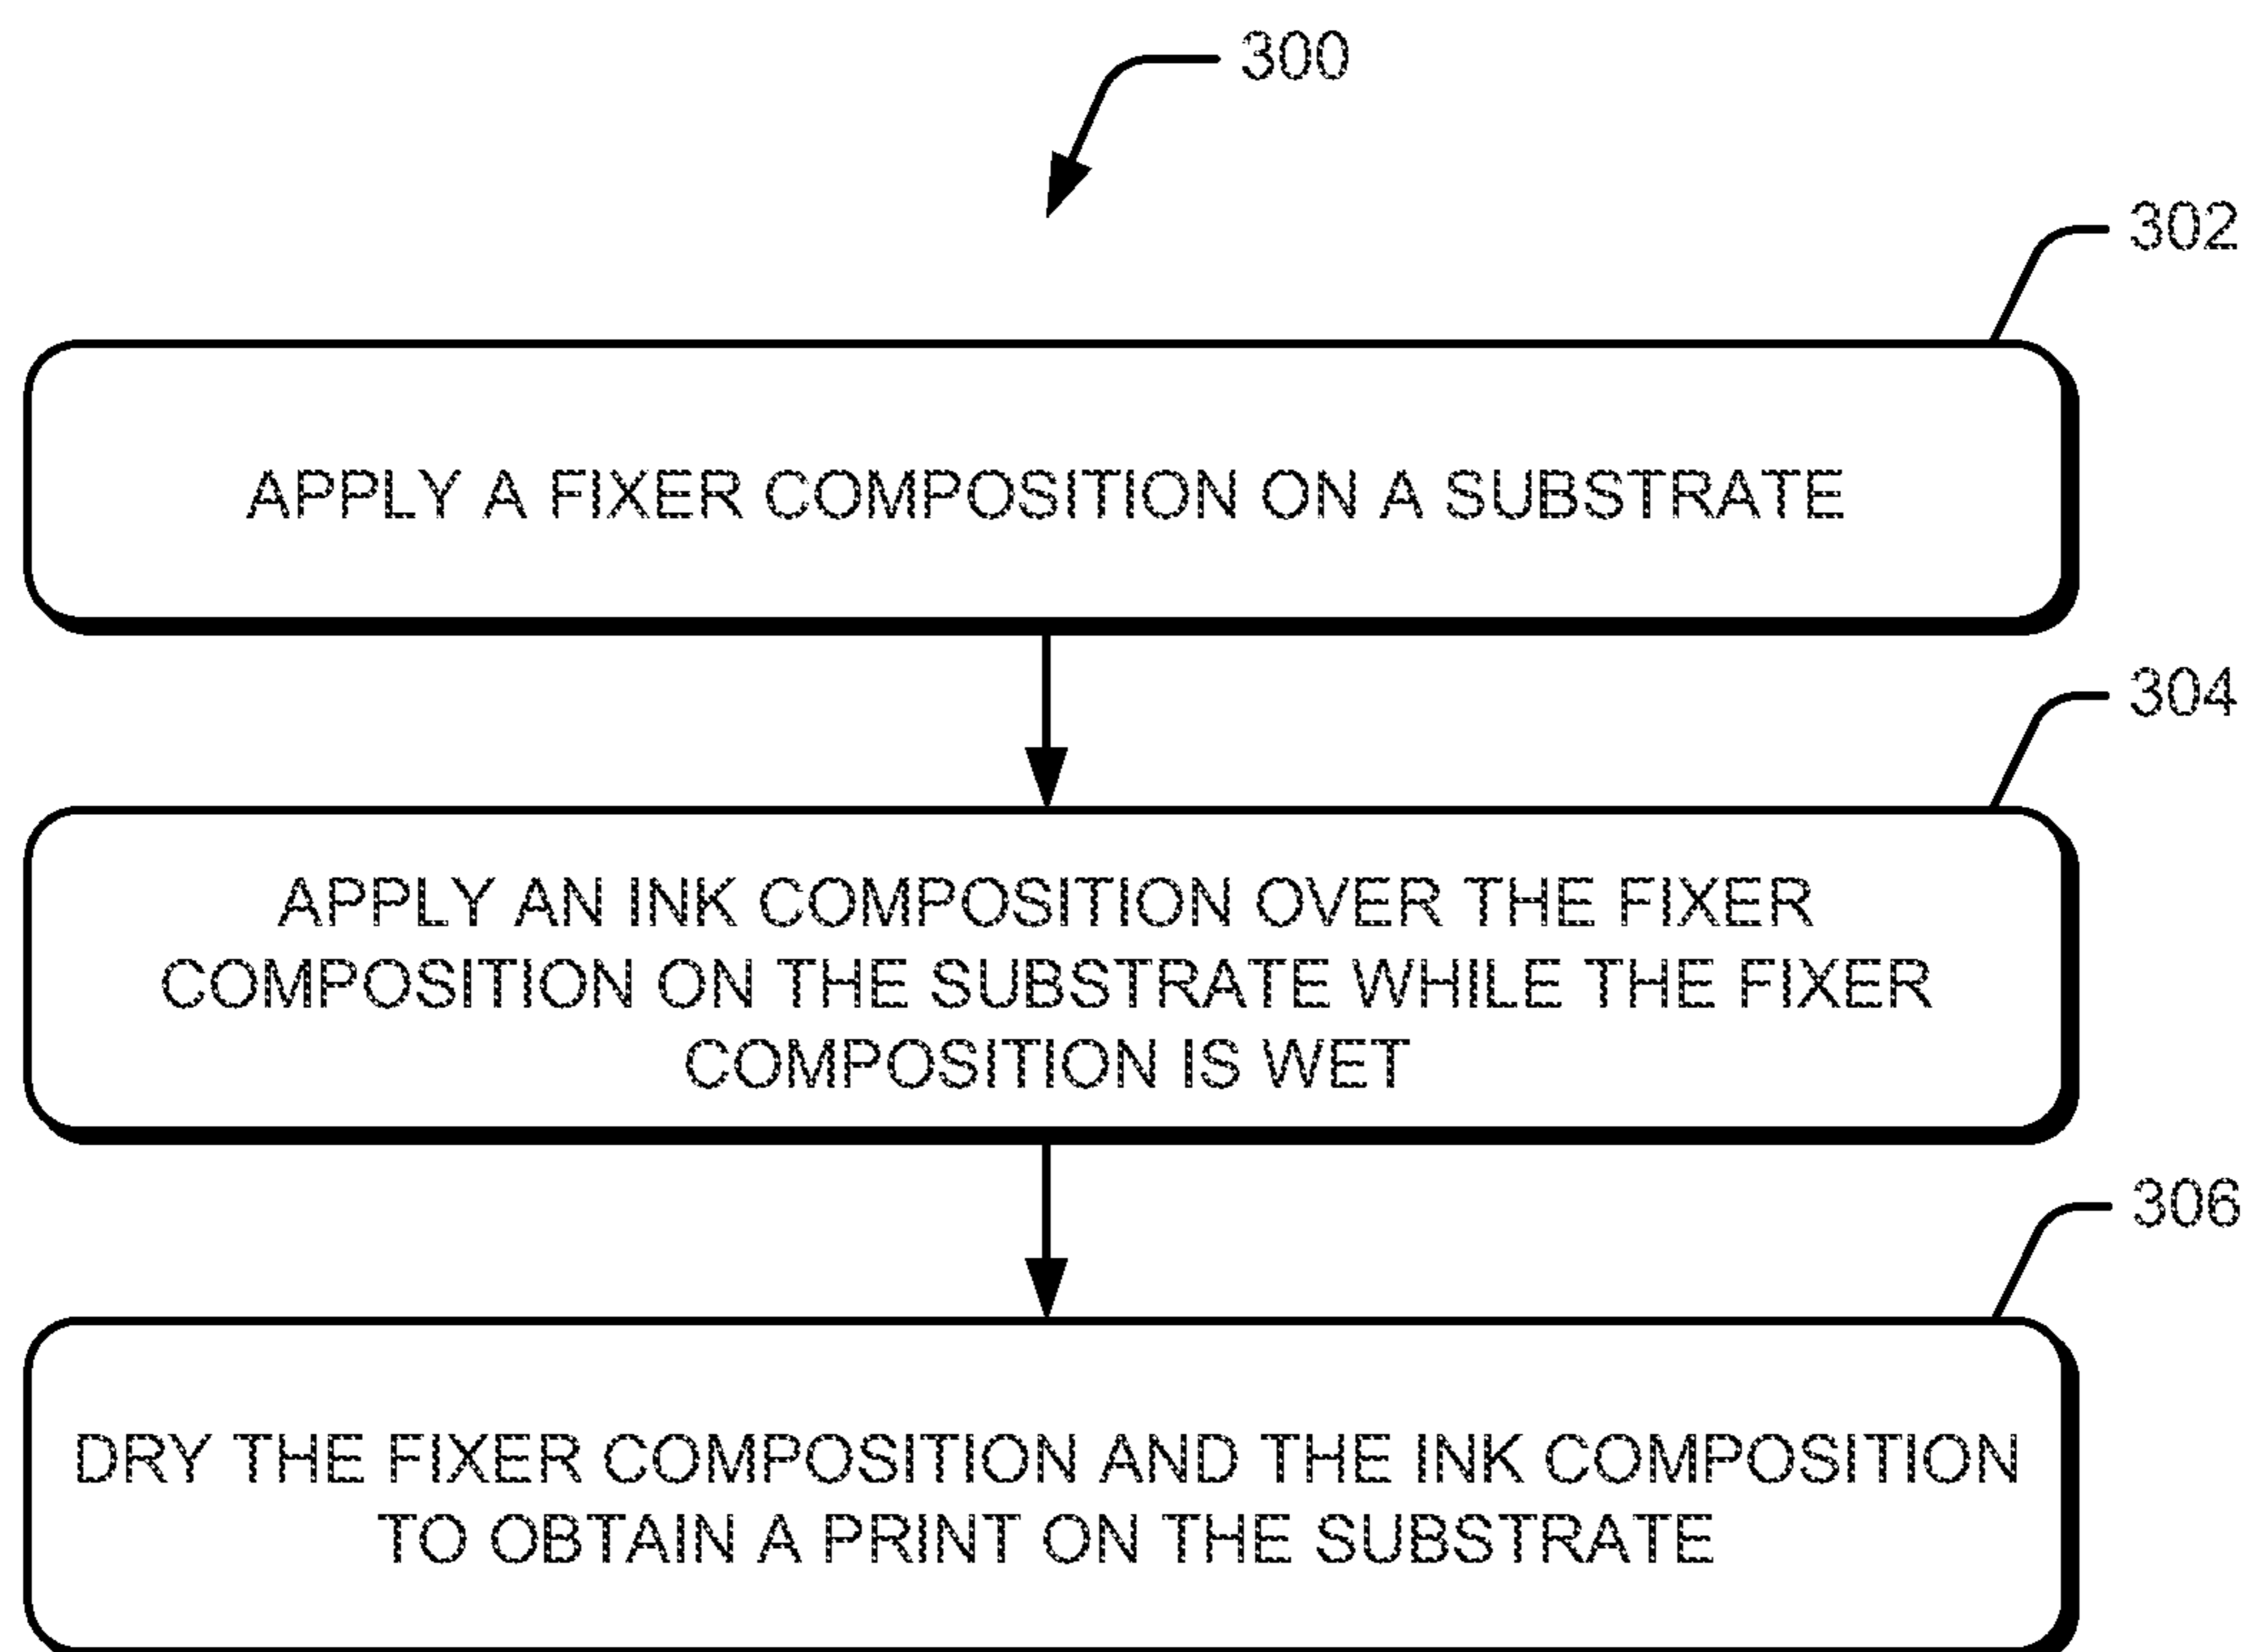 300
302
APPLY A FIXER COMPOSITION ON A SUBSTRATE
304
APPLY AN INK COMPOSITION OVER THE FIXER
COMPOSITION ON THE SUBSTRATE WHILE THE FIXER
COMPOSITION IS WET
306
DRY THE FIXER COMPOSITION AND THE INK COMPOSITION
TO OBTAIN A PRINT ON THE SUBSTRATE